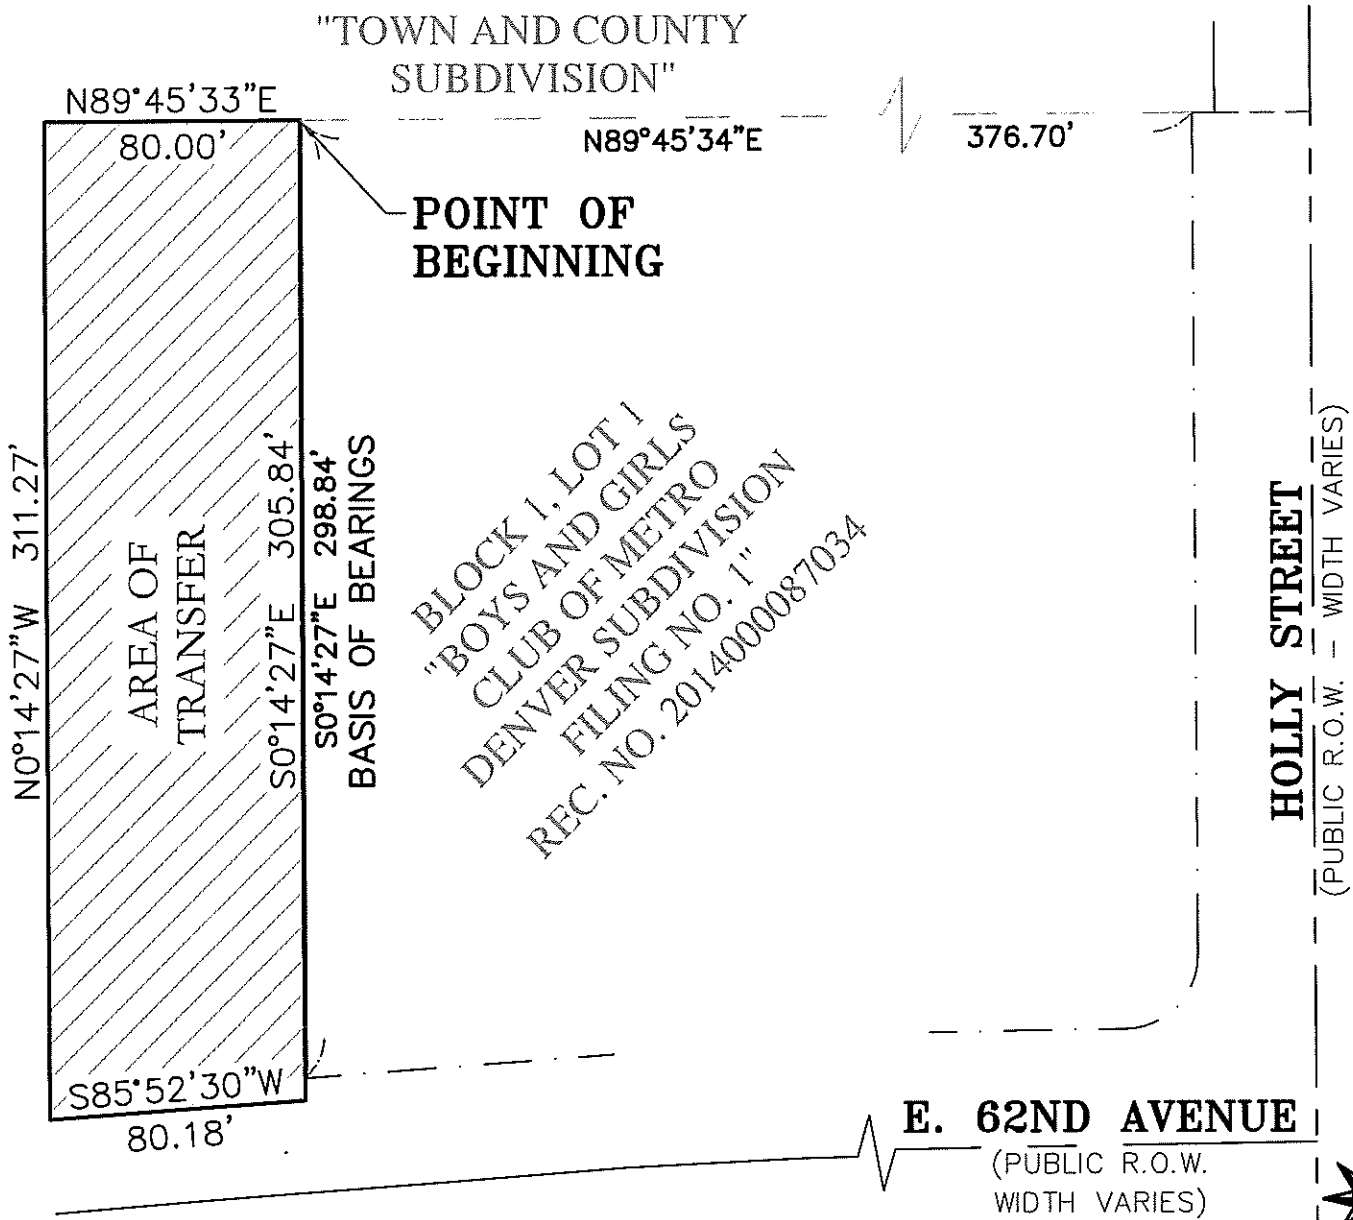 "TOWN AND COUNTY
SUBDIVISION"
N89°45'33"E
80.00'
N89°45'34"E
376.70'
POINT OF
BEGINNING
N0°14'27"W 311.27'
AREA OF
TRANSFER
S0°14'27"E 305.84'
S0°14'27"E 298.84'
BASIS OF BEARINGS
BLOCK 1, LOT 1
"BOYS AND GIRLS
CLUB OF METRO
DENVER SUBDIVISION
FILING NO. 1"
REC. NO. 2014000087034
HOLLY STREET
(PUBLIC R.O.W. - WIDTH VARIES)
S85°52'30"W
80.18'
E. 62ND AVENUE
(PUBLIC R.O.W.
WIDTH VARIES)